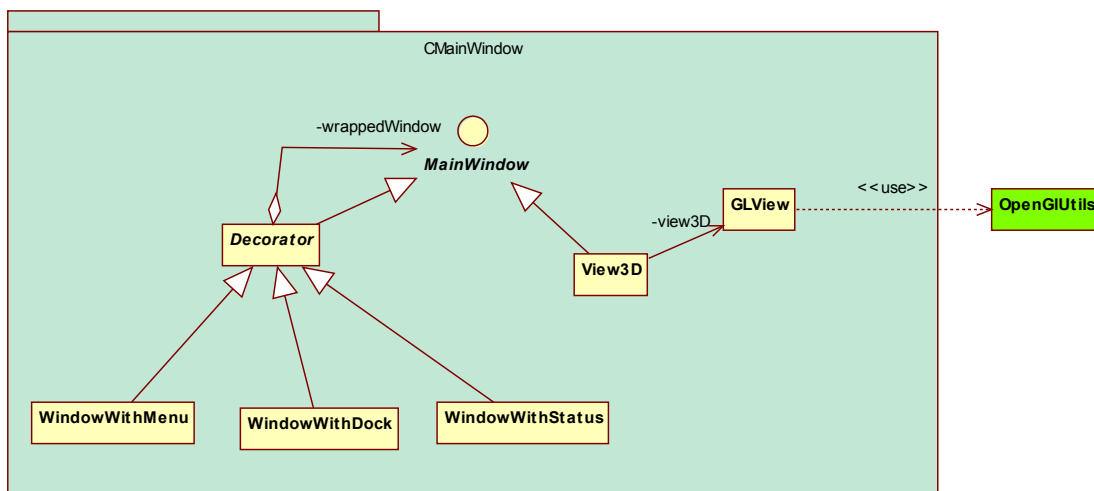 CMainWindow
-wrappedWindow
MainWindow
<<use>>
GLView
OpenGlUtils
-view3D
Decorator
View3D
WindowWithMenu
WindowWithDock
WindowWithStatus